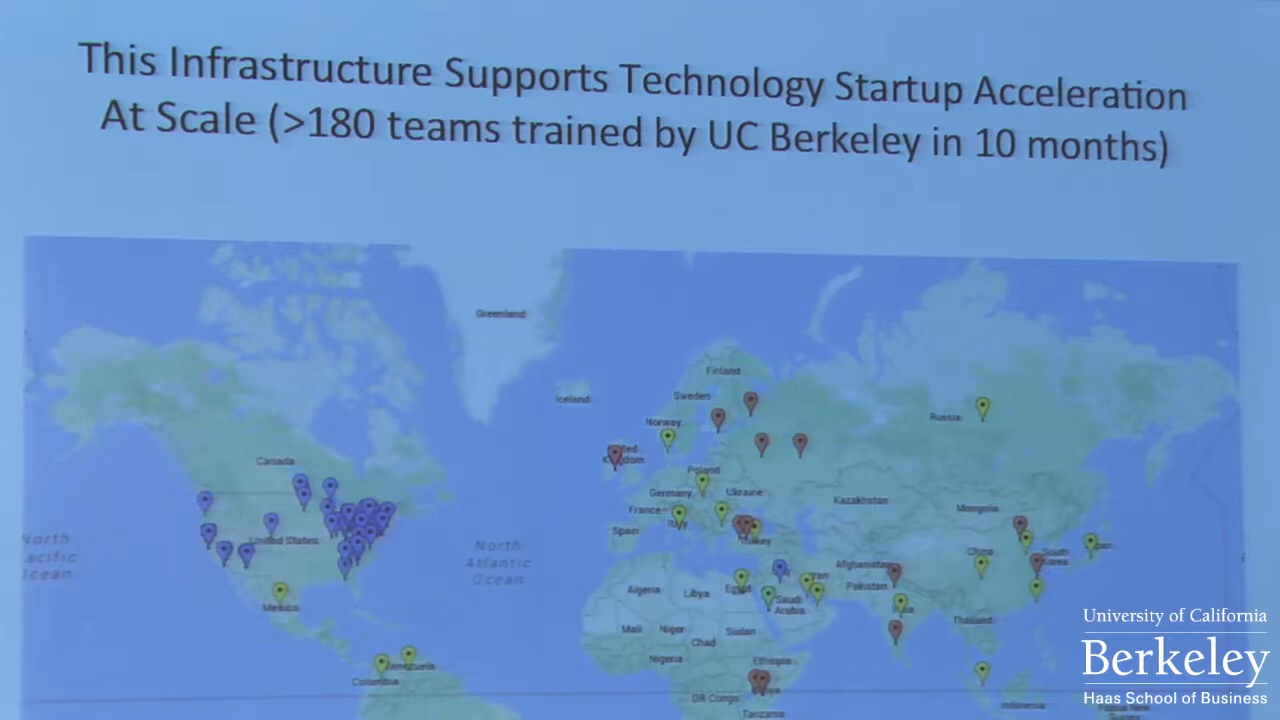 This Infrastructure Supports Technology Startup Acceleration
At Scale (>180 teams trained by UC Berkeley in 10 months)
Greenland
Finland
Iceland
Sweden
Russia
Norway
Canada
Poland
Germany
Ukraine
Kazakhstan
France
Mongolia
Spain
United States
North
Atlantic
Ocean
China
South
Afghanistan
Pakistan
Algeria
Libya
Egypt
Saudi
Arabia
Mexico
Mali
Niger
Chad
Sudan
Thailand
Nigeria
Ethiopia
Venezuela
Colombia
DR Congo
Tanzania
Indonesia
Papua New
University of California
Berkeley
Haas School of Business